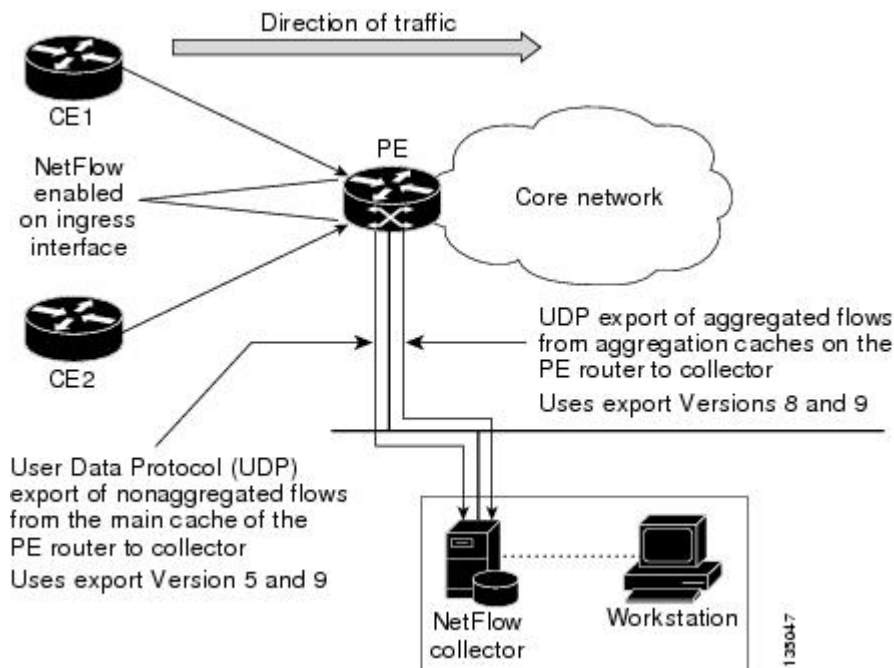 Direction of traffic
CE1
NetFlow
enabled
on ingress
interface
CE2
PE
Core network
UDP export of aggregated flows
from aggregation caches on the
PE router to collector
Uses export Versions 8 and 9
User Data Protocol (UDP)
export of nonaggregated flows
from the main cache of the
PE router to collector
Uses export Version 5 and 9
NetFlow
collector
Workstation
135047